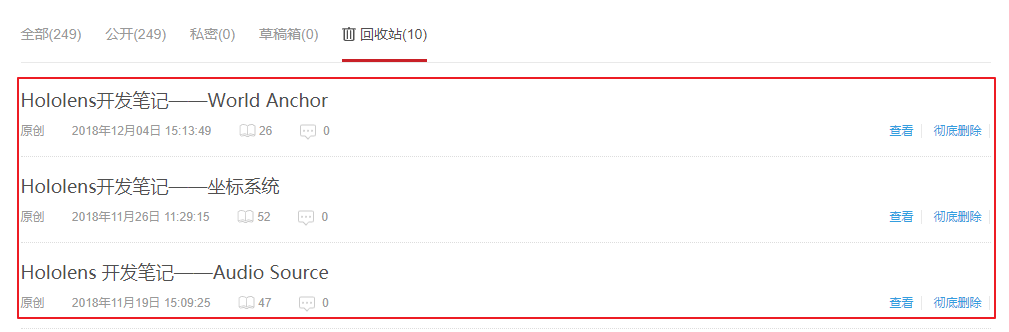 全部(249) 公开(249) 私密(0) 草稿箱(0) 回收站(10)
Hololens开发笔记——World Anchor
原创 2018年12月04日 15:13:49 26 0 查看 彻底删除
Hololens开发笔记——坐标系统
原创 2018年11月26日 11:29:15 52 0 查看 彻底删除
Hololens 开发笔记——Audio Source
原创 2018年11月19日 15:09:25 47 0 查看 彻底删除